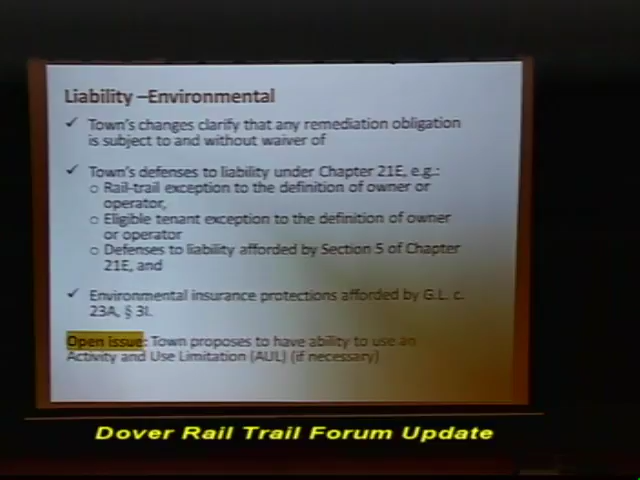 Liability –Environmental
✓ Town's changes clarify that any remediation obligation
is subject to and without waiver of
✓ Town's defenses to liability under Chapter 21E, e.g.:
o Rail-trail exception to the definition of owner or
operator,
o Eligible tenant exception to the definition of owner
or operator
o Defenses to liability afforded by Section 5 of Chapter
21E, and
✓ Environmental insurance protections afforded by G.L. c.
23A, § 3I.
Open issue: Town proposes to have ability to use an
Activity and Use Limitation (AUL) (if necessary)
Dover Rail Trail Forum Update